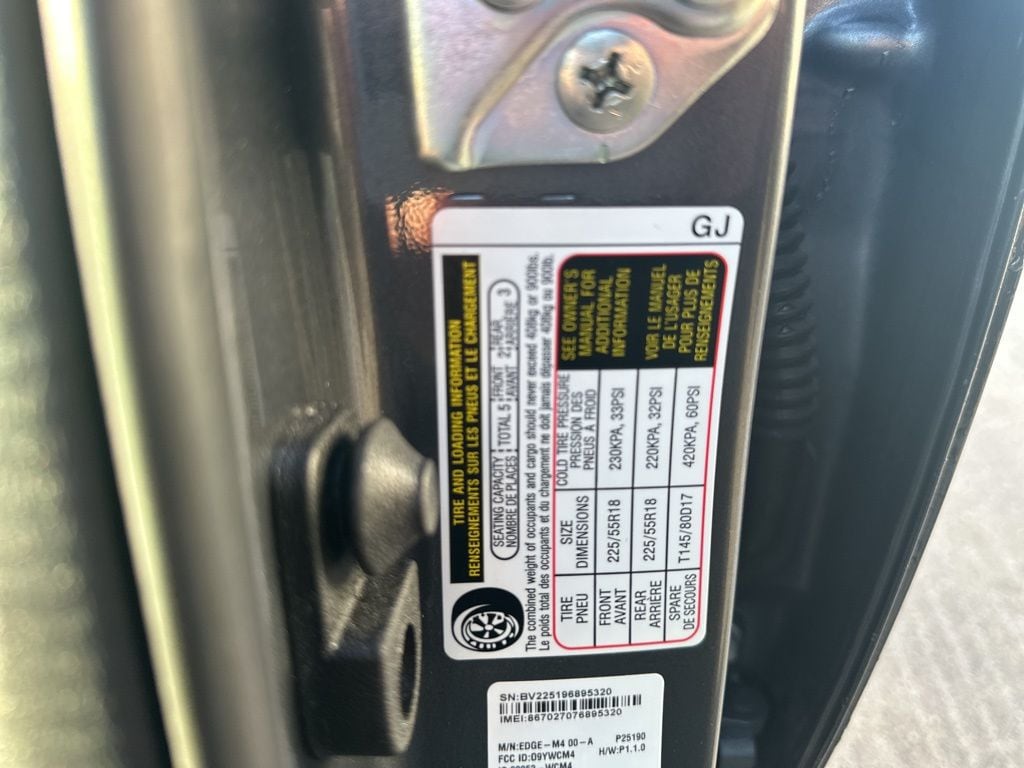 GJ
TIRE AND LOADING INFORMATION
RENSEIGNEMENTS SUR LES PNEUS ET LE CHARGEMENT
SEATING CAPACITY TOTAL 5 FRONT 2 REAR 3
NOMBRE DE PLACES AVANT ARRIÈRE
The combined weight of occupants and cargo should never exceed 408kg or 900lbs.
Le poids total des occupants et du chargement ne doit jamais dépasser 408kg ou 900lb.
TIRE SIZE COLD TIRE PRESSURE
PNEU DIMENSIONS PRESSION DES
PNEUS À FROID
FRONT 225/55R18 230KPA, 33PSI
AVANT
REAR 225/55R18 220KPA, 32PSI
ARRIÈRE
SPARE T145/80D17 420KPA, 60PSI
DE SECOURS
SEE OWNER'S
MANUAL FOR
ADDITIONAL
INFORMATION
VOIR LE MANUEL
DE L'USAGER
POUR PLUS DE
RENSEIGNEMENTS
SN:BV225196895320
IMEI:867027076895320
M/N:EDGE-M4 00-A P25190
FCC ID:O9YWCM4 H/W:P1.1.0